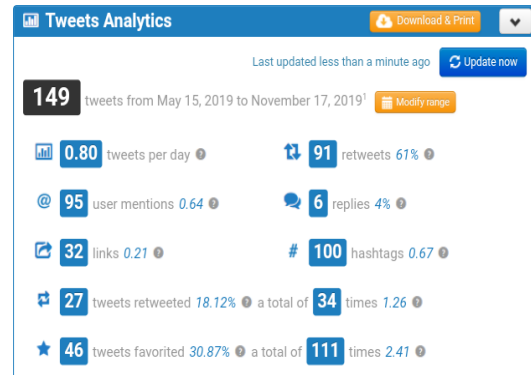 Tweets Analytics Download & Print
Last updated less than a minute ago Update now
149 tweets from May 15, 2019 to November 17, 2019¹ Modify range
0.80 tweets per day ? 91 retweets 61% ?
@ 95 user mentions 0.64 ? 6 replies 4% ?
32 links 0.21 ? # 100 hashtags 0.67 ?
27 tweets retweeted 18.12% ? a total of 34 times 1.26 ?
46 tweets favorited 30.87% ? a total of 111 times 2.41 ?